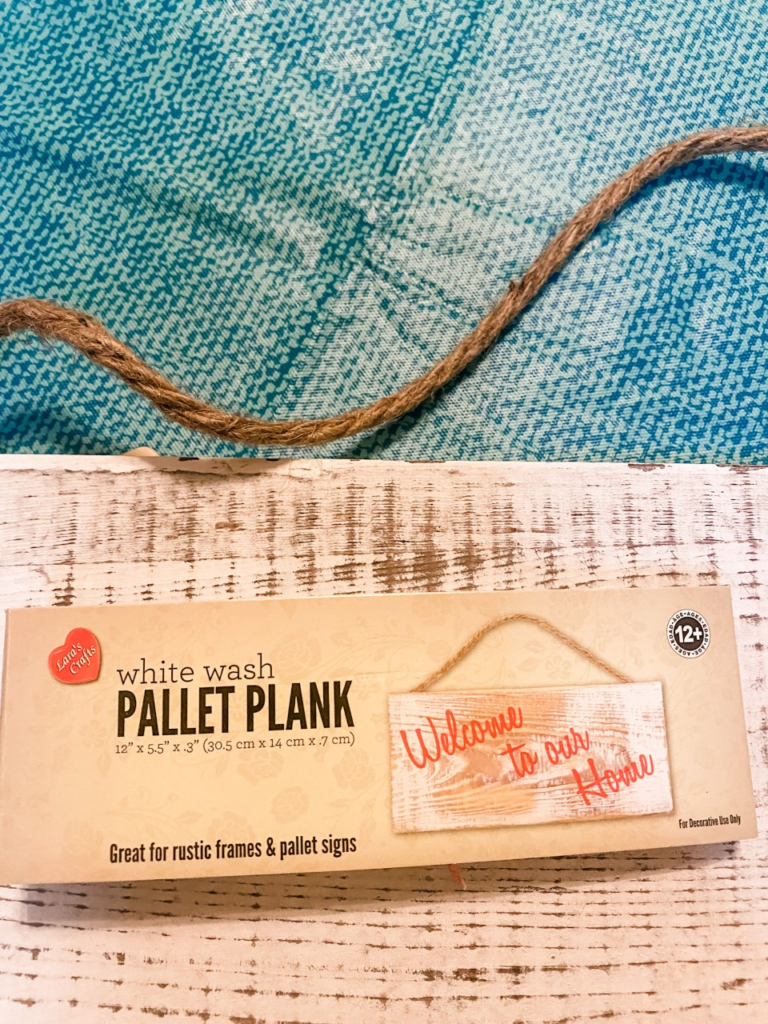 Lara's
Crafts
white wash
PALLET PLANK
12" x 5.5" x .3" (30.5 cm x 14 cm x .7 cm)
Great for rustic frames & pallet signs
Welcome
to our
Home
12+
For Decorative Use Only